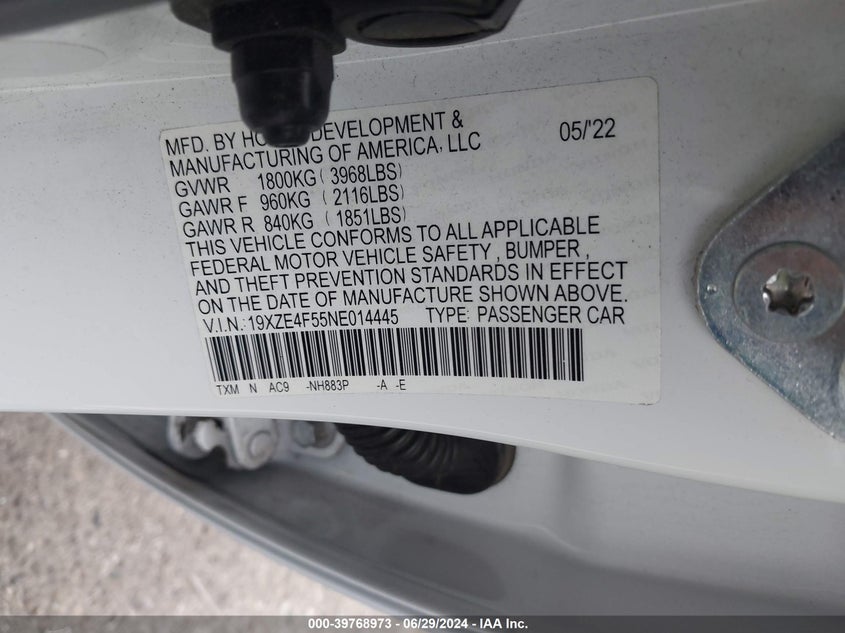 MFD. BY DEVELOPMENT & 05/'22
MANUFACTURING OF AMERICA, LLC
GVWR 1800KG ( 3968LBS)
GAWR F 960KG ( 2116LBS)
GAWR R 840KG ( 1851LBS)
THIS VEHICLE CONFORMS TO ALL APPLICABLE
FEDERAL MOTOR VEHICLE SAFETY , BUMPER ,
AND THEFT PREVENTION STANDARDS IN EFFECT
ON THE DATE OF MANUFACTURE SHOWN ABOVE.
V.I.N.: 19XZE4F55NE014445 TYPE: PASSENGER CAR
TXM N AC9 -NH883P -A -E
000-39768973 - 06/29/2024 - IAA Inc.